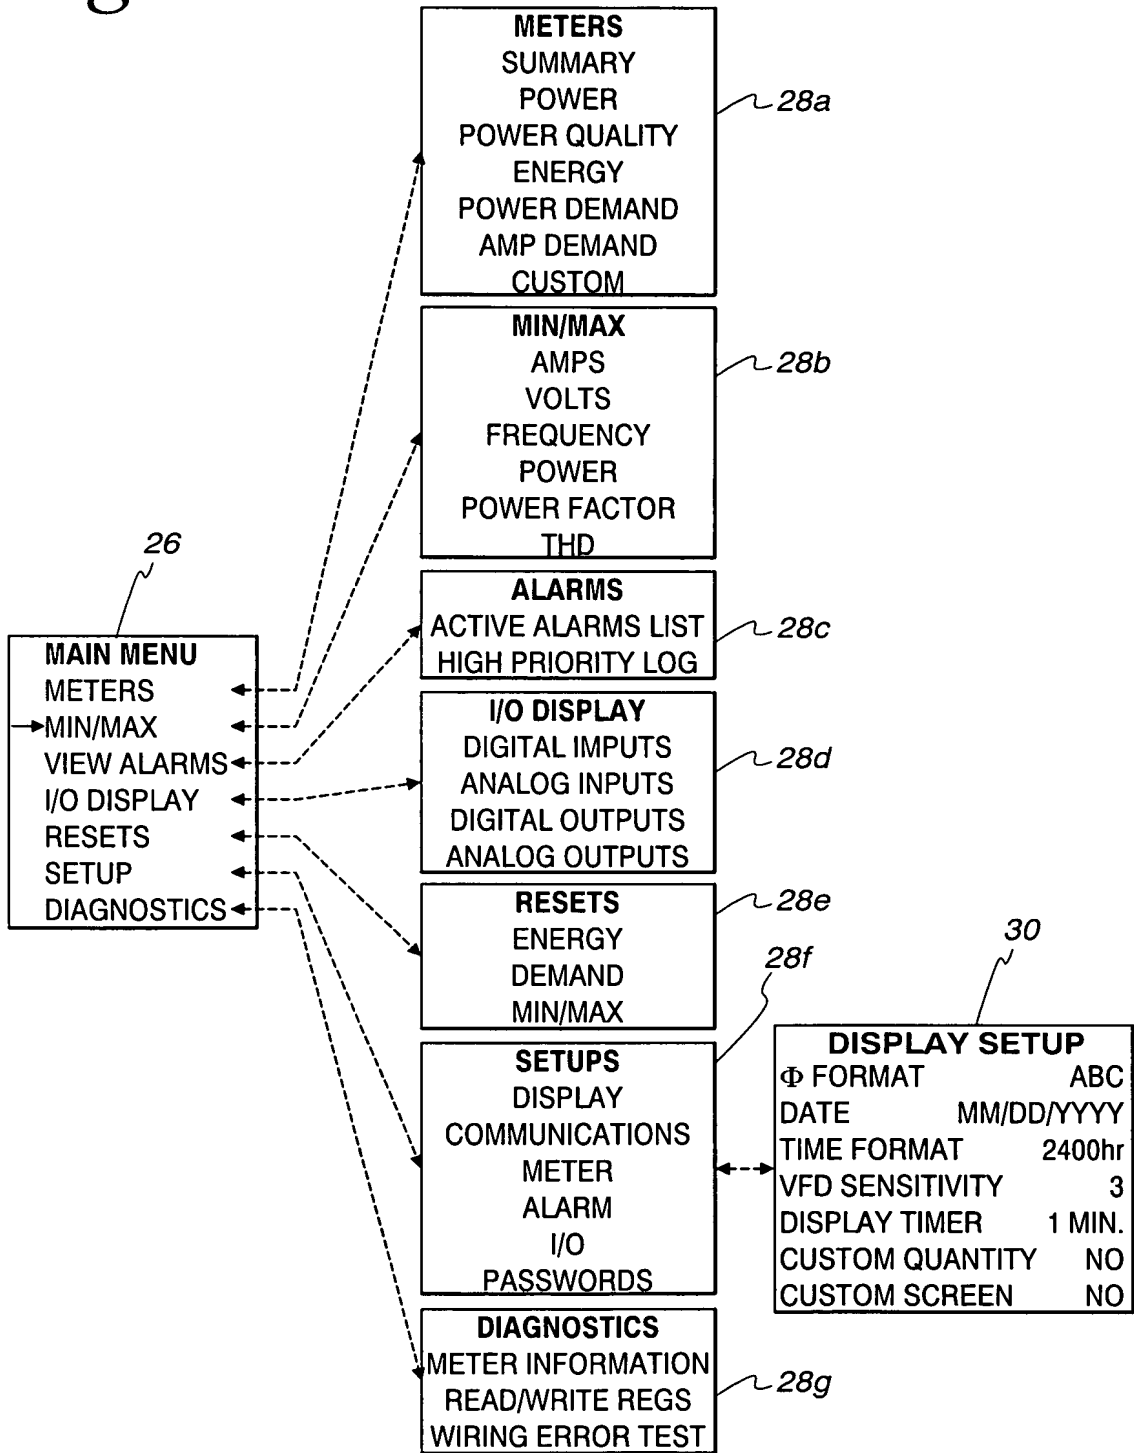 26
MAIN MENU
METERS
MIN/MAX
VIEW ALARMS
I/O DISPLAY
RESETS
SETUP
DIAGNOSTICS
METERS
SUMMARY
POWER
POWER QUALITY
ENERGY
POWER DEMAND
AMP DEMAND
CUSTOM
28a
MIN/MAX
AMPS
VOLTS
FREQUENCY
POWER
POWER FACTOR
THD
28b
ALARMS
ACTIVE ALARMS LIST
HIGH PRIORITY LOG
28c
I/O DISPLAY
DIGITAL IMPUTS
ANALOG INPUTS
DIGITAL OUTPUTS
ANALOG OUTPUTS
28d
RESETS
ENERGY
DEMAND
MIN/MAX
28e
SETUPS
DISPLAY
COMMUNICATIONS
METER
ALARM
I/O
PASSWORDS
28f
DIAGNOSTICS
METER INFORMATION
READ/WRITE REGS
WIRING ERROR TEST
28g
30
DISPLAY SETUP
Φ FORMAT ABC
DATE MM/DD/YYYY
TIME FORMAT 2400hr
VFD SENSITIVITY 3
DISPLAY TIMER 1 MIN.
CUSTOM QUANTITY NO
CUSTOM SCREEN NO